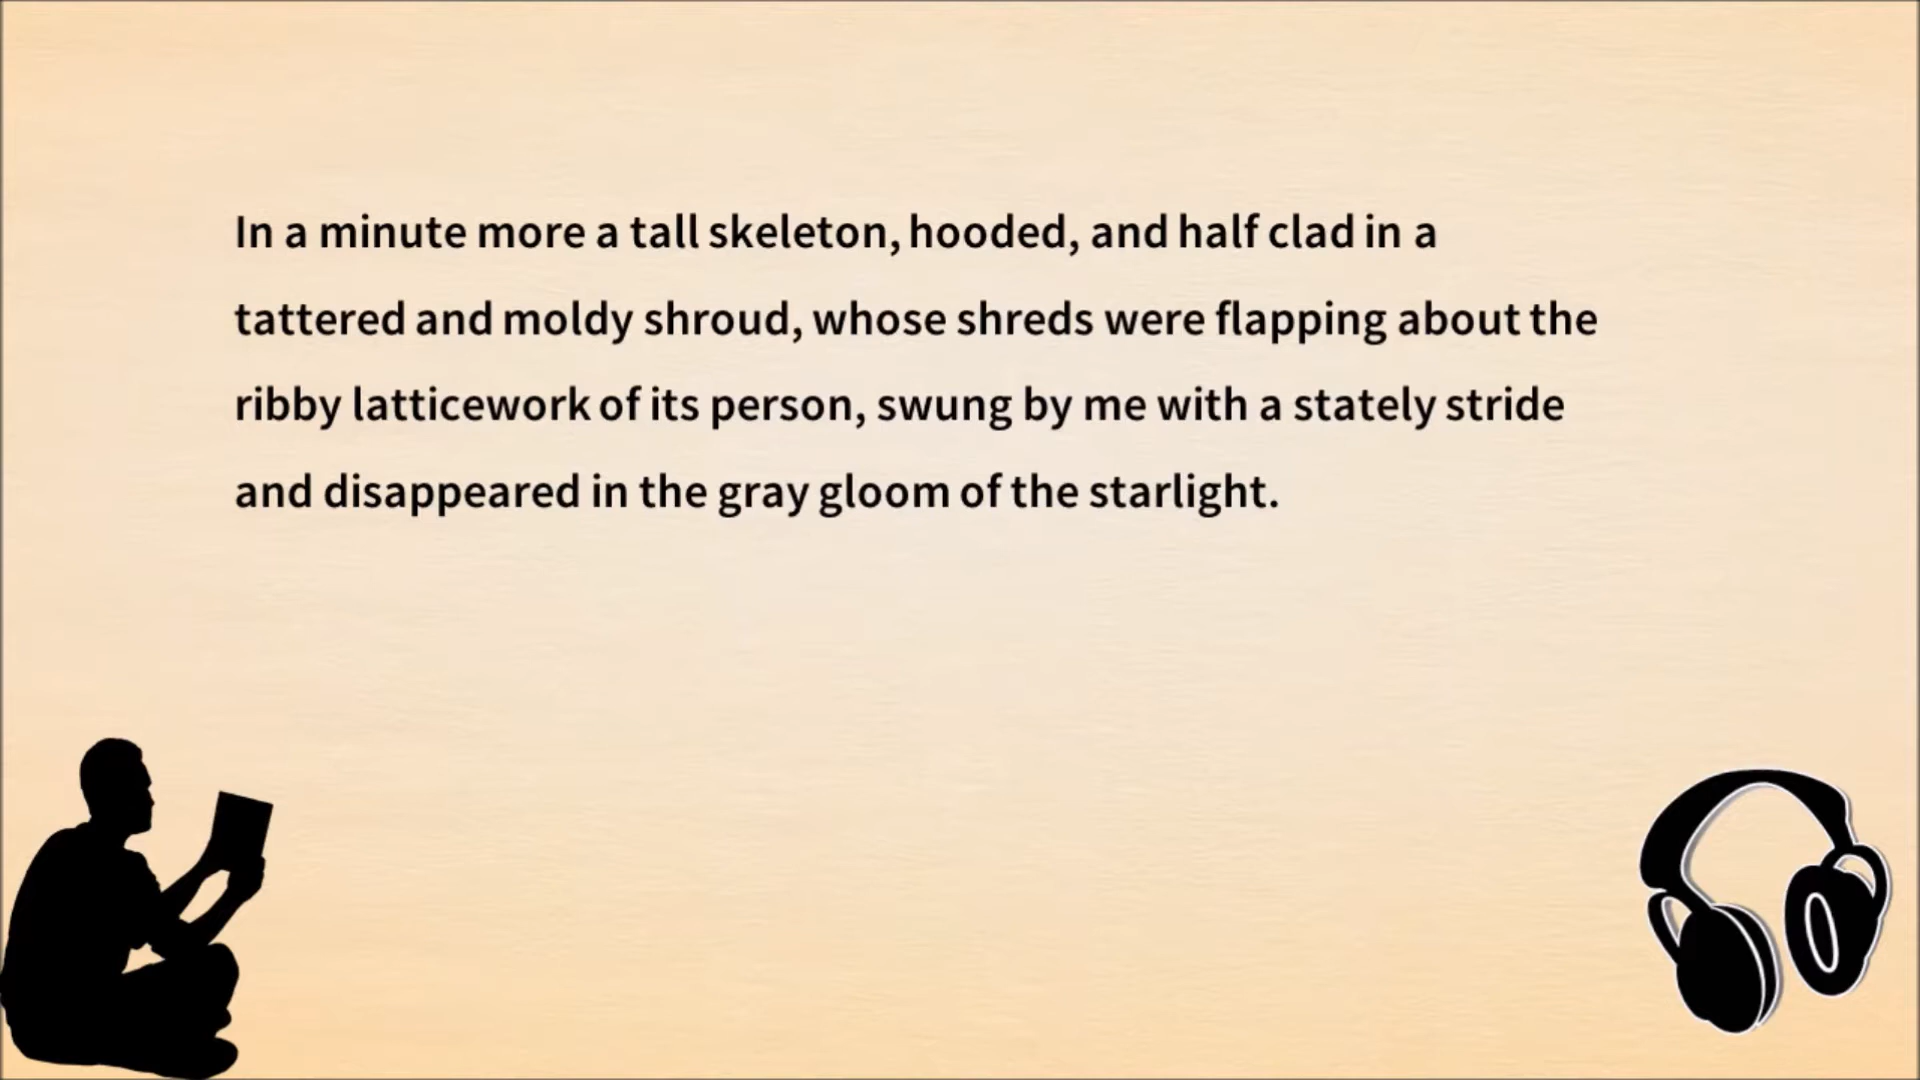 In a minute more a tall skeleton, hooded, and half clad in a
tattered and moldy shroud, whose shreds were flapping about the
ribby latticework of its person, swung by me with a stately stride
and disappeared in the gray gloom of the starlight.